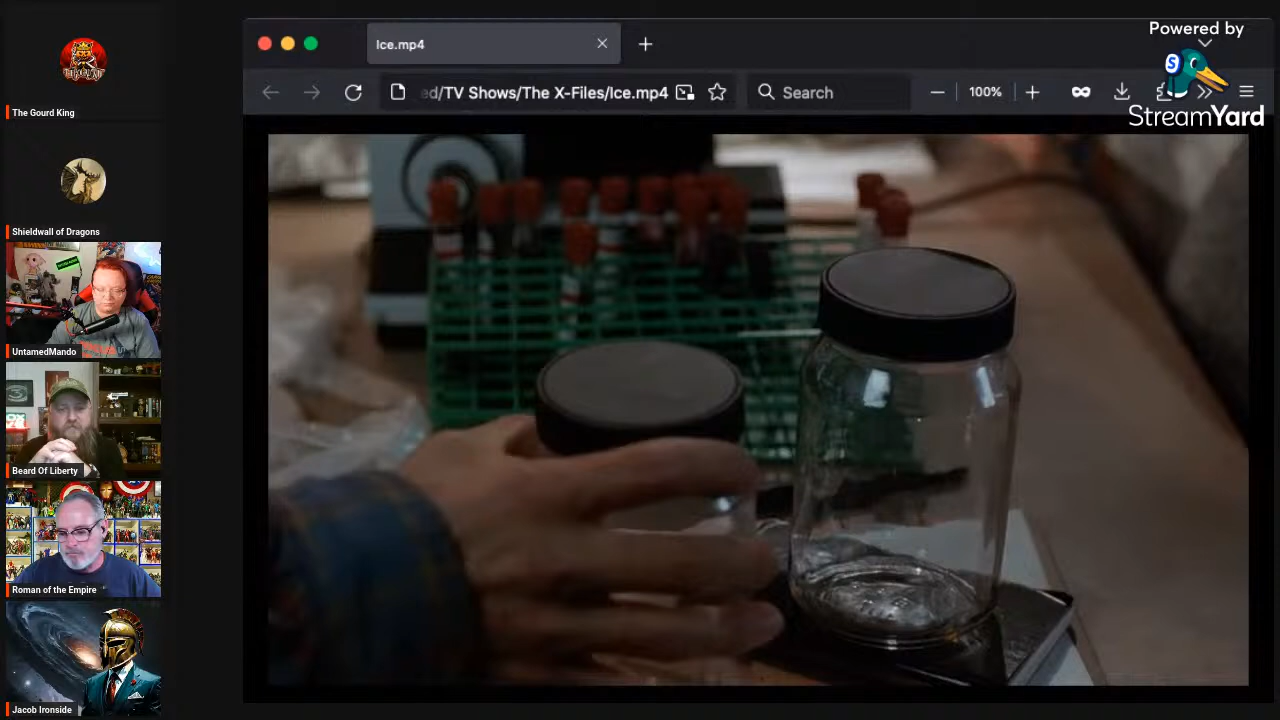 Ice.mp4
Powered by
StreamYard
ed/TV Shows/The X-Files/Ice.mp4
Search
100%
The Gourd King
Shieldwall of Dragons
UntamedMando
Beard Of Liberty
Roman of the Empire
Jacob Ironside